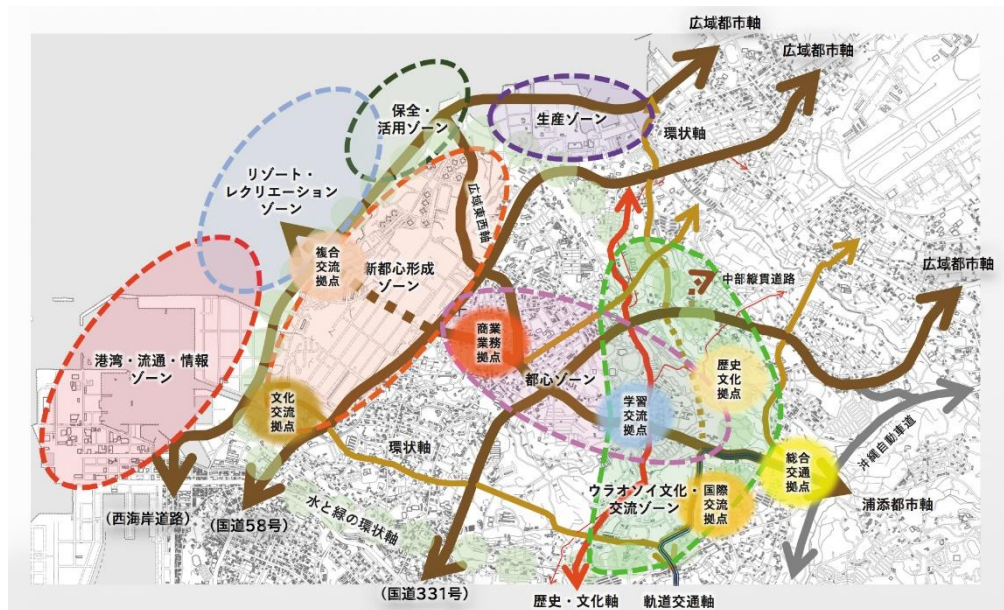 広域都市軸
広域都市軸
保全・
活用ゾーン
生産ゾーン
環状軸
リゾート・
レクリエーション
ゾーン
広域東西軸
複合
交流
拠点
新都心形成
ゾーン
中部縦貫道路
広域都市軸
港湾・流通・情報
ゾーン
商業
業務
拠点
都心ゾーン
歴史
文化
拠点
文化
交流
拠点
学習
交流
拠点
環状軸
沖縄自動車道
総合
交通
拠点
ウラオソイ文化・
交流ゾーン
国際
交流
拠点
浦添都市軸
(西海岸道路)
(国道58号)
水と緑の環状軸
(国道331号)
歴史・文化軸
軌道交通軸